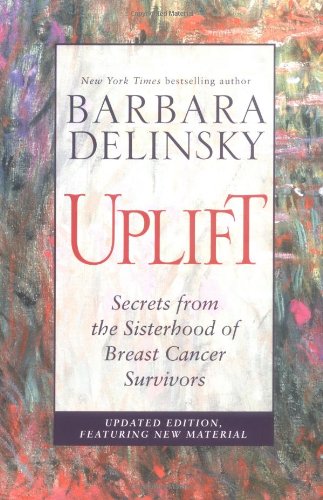 New York Times bestselling author
BARBARA
DELINSKY
UPLIFT
Secrets from
the Sisterhood of
Breast Cancer
Survivors
UPDATED EDITION,
FEATURING NEW MATERIAL